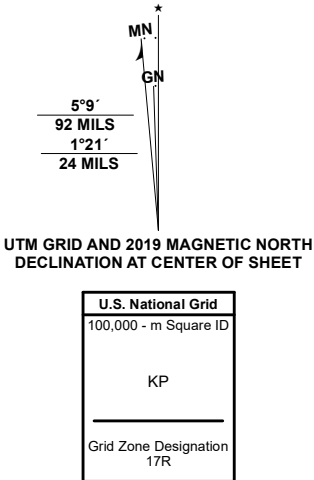 ★
MN
GN
5°9´
92 MILS
1°21´
24 MILS
UTM GRID AND 2019 MAGNETIC NORTH
DECLINATION AT CENTER OF SHEET
U.S. National Grid
100,000 - m Square ID
KP
Grid Zone Designation
17R